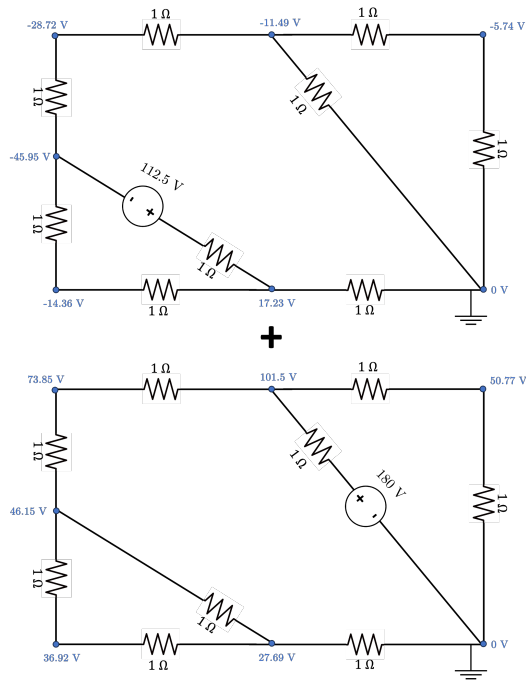 1 Ω
1 Ω
-28.72 V
-11.49 V
-5.74 V
1 Ω
1 Ω
1 Ω
-45.95 V
112.5 V
-
+
1 Ω
1 Ω
-14.36 V
1 Ω
17.23 V
1 Ω
0 V
+
1 Ω
1 Ω
73.85 V
101.5 V
50.77 V
1 Ω
1 Ω
180 V
+
-
1 Ω
46.15 V
1 Ω
1 Ω
36.92 V
1 Ω
27.69 V
1 Ω
0 V